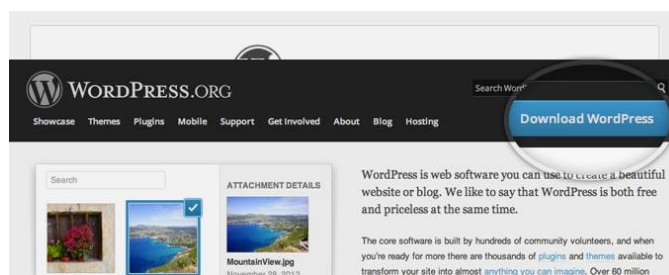 WORDPRESS.ORG
Search
Download WordPress
Showcase Themes Plugins Mobile Support Get Involved About Blog Hosting
Search
ATTACHMENT DETAILS
MountainView.jpg
November 28, 2012
WordPress is web software you can use to create a beautiful
website or blog. We like to say that WordPress is both free
and priceless at the same time.
The core software is built by hundreds of community volunteers, and when
you're ready for more there are thousands of plugins and themes available to
transform your site into almost anything you can imagine. Over 60 million